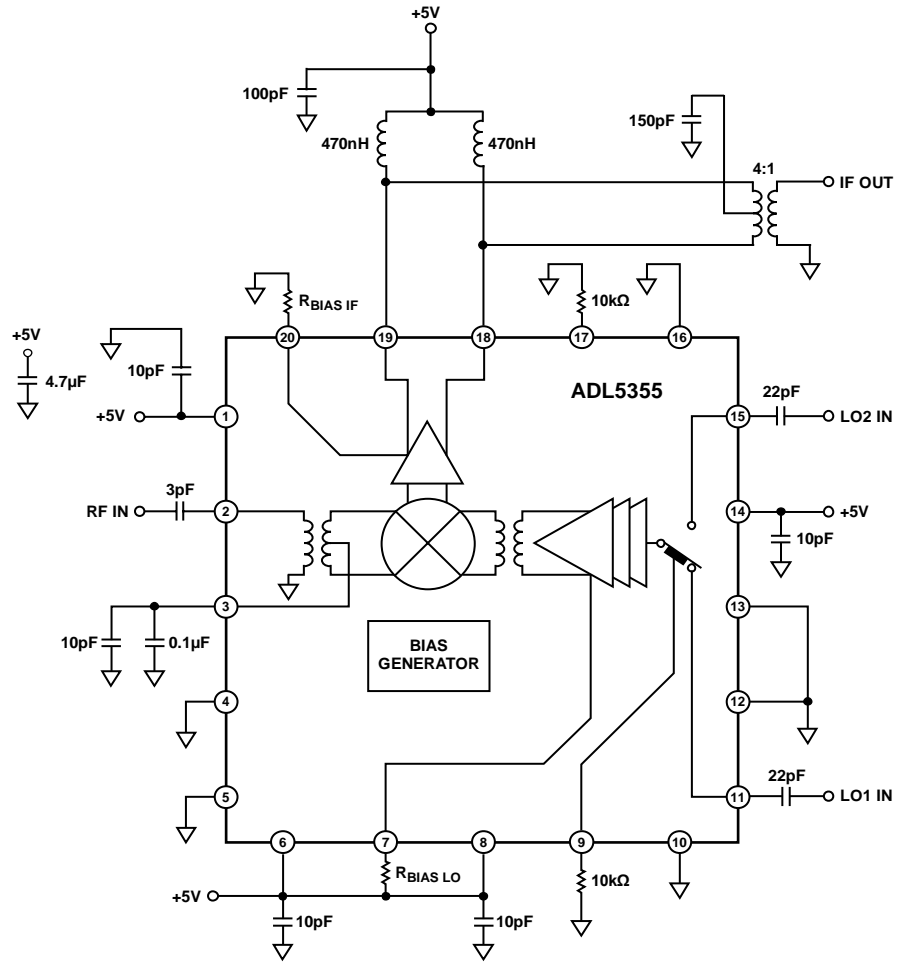 +5V
100pF
470nH
470nH
150pF
4:1
IF OUT
RBIAS IF
10kΩ
20
19
18
17
16
+5V
4.7µF
10pF
+5V
1
ADL5355
22pF
15
LO2 IN
3pF
RF IN
2
14
+5V
10pF
3
13
10pF
0.1µF
BIAS
GENERATOR
4
12
5
22pF
11
LO1 IN
6
7
8
9
10
+5V
RBIAS LO
10kΩ
10pF
10pF